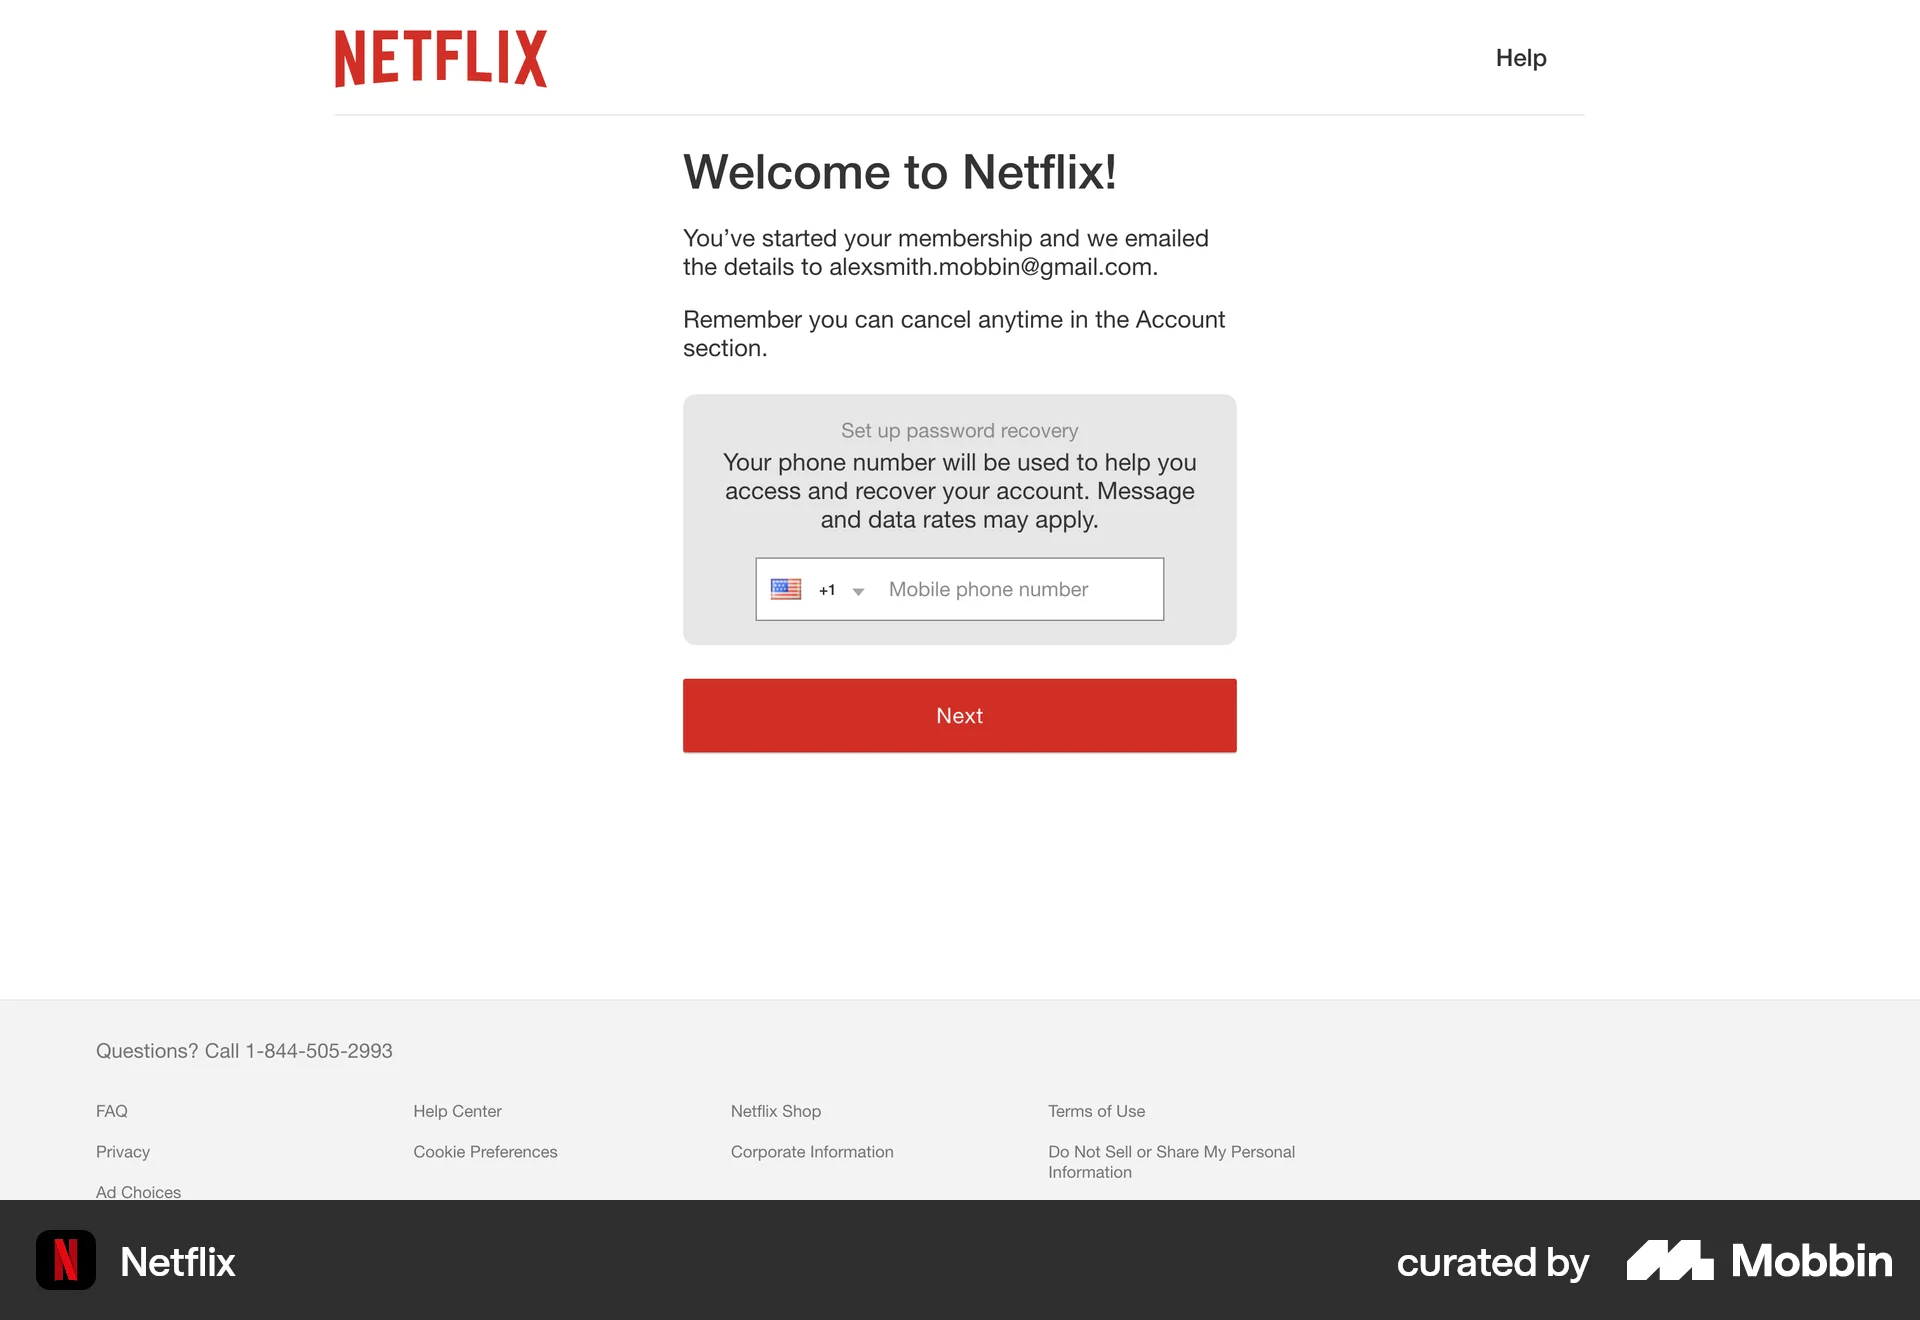 NETFLIX
Help
Welcome to Netflix!
You’ve started your membership and we emailed
the details to alexsmith.mobbin@gmail.com.
Remember you can cancel anytime in the Account
section.
Set up password recovery
Your phone number will be used to help you
access and recover your account. Message
and data rates may apply.
+1 Mobile phone number
Next
Questions? Call 1-844-505-2993
FAQ
Help Center
Netflix Shop
Terms of Use
Privacy
Cookie Preferences
Corporate Information
Do Not Sell or Share My Personal
Information
Ad Choices
N Netflix
curated by Mobbin